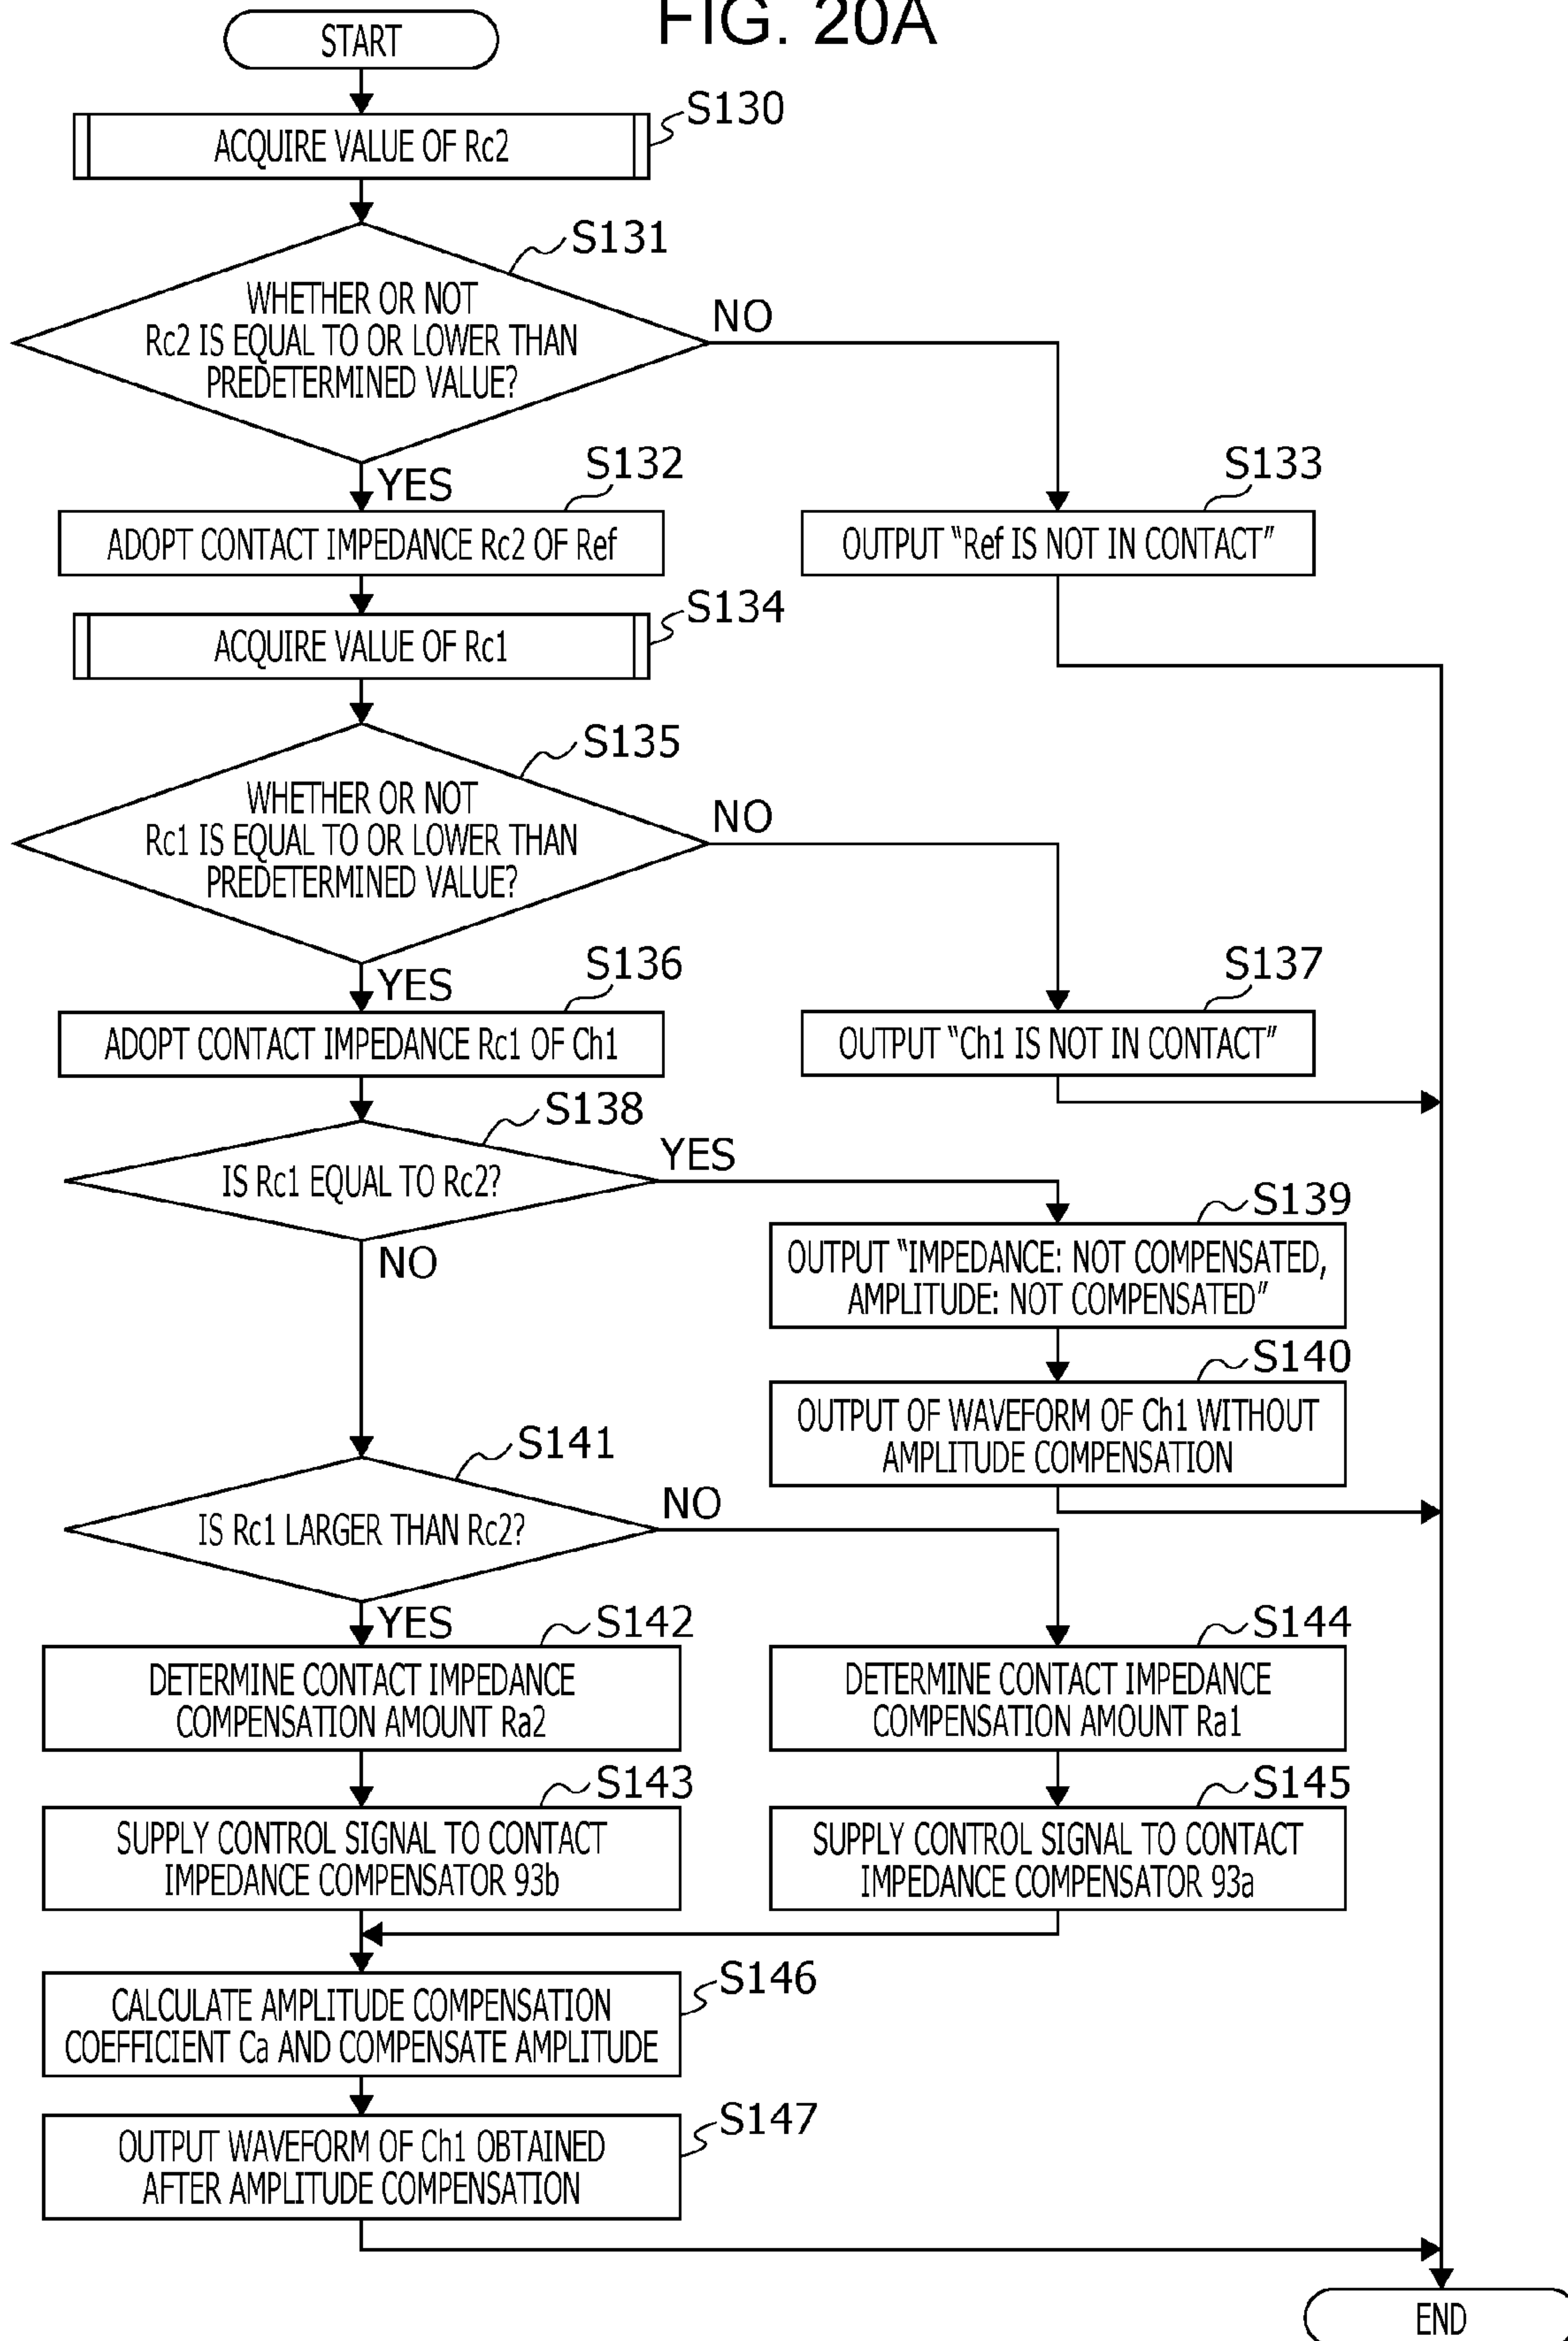 FIG. 20A
START
S130
ACQUIRE VALUE OF Rc2
S131
WHETHER OR NOT
Rc2 IS EQUAL TO OR LOWER THAN
PREDETERMINED VALUE?
NO
YES
S132
ADOPT CONTACT IMPEDANCE Rc2 OF Ref
S133
OUTPUT “Ref IS NOT IN CONTACT”
S134
ACQUIRE VALUE OF Rc1
S135
WHETHER OR NOT
Rc1 IS EQUAL TO OR LOWER THAN
PREDETERMINED VALUE?
NO
YES
S136
ADOPT CONTACT IMPEDANCE Rc1 OF Ch1
S137
OUTPUT “Ch1 IS NOT IN CONTACT”
S138
IS Rc1 EQUAL TO Rc2?
YES
NO
S139
OUTPUT “IMPEDANCE: NOT COMPENSATED,
AMPLITUDE: NOT COMPENSATED”
S140
OUTPUT OF WAVEFORM OF Ch1 WITHOUT
AMPLITUDE COMPENSATION
S141
IS Rc1 LARGER THAN Rc2?
NO
YES
S142
DETERMINE CONTACT IMPEDANCE
COMPENSATION AMOUNT Ra2
S144
DETERMINE CONTACT IMPEDANCE
COMPENSATION AMOUNT Ra1
S143
SUPPLY CONTROL SIGNAL TO CONTACT
IMPEDANCE COMPENSATOR 93b
S145
SUPPLY CONTROL SIGNAL TO CONTACT
IMPEDANCE COMPENSATOR 93a
S146
CALCULATE AMPLITUDE COMPENSATION
COEFFICIENT Ca AND COMPENSATE AMPLITUDE
S147
OUTPUT WAVEFORM OF Ch1 OBTAINED
AFTER AMPLITUDE COMPENSATION
END